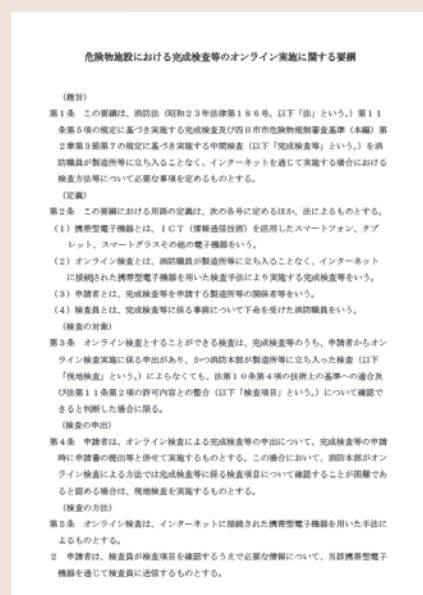 危険物施設における完成検査等のオンライン実施に関する要綱
（趣旨）
第１条　この要綱は、消防法（昭和２３年法律第１８６号。以下「法」という。）第１１
条第５項の規定に基づき実施する完成検査及び四日市市危険物規制審査基準（本編）第
２章第３節第７の規定に基づき実施する中間検査（以下「完成検査等」という。）を消
防職員が製造所等に立ち入ることなく、インターネットを通じて実施する場合における
検査方法等について必要な事項を定めるものとする。
（定義）
第２条　この要綱における用語の定義は、次の各号に定めるほか、法によるものとする。
（１）携帯型電子機器とは、ＩＣＴ（情報通信技術）を活用したスマートフォン、タブ
レット、スマートグラスその他の電子機器をいう。
（２）オンライン検査とは、消防職員が製造所等に立ち入ることなく、インターネット
に接続された携帯型電子機器を用いた検査手法により実施する完成検査等をいう。
（３）申請者とは、完成検査等を申請する製造所等の関係者等をいう。
（４）検査員とは、完成検査等に係る事務について下命を受けた消防職員をいう。
（検査の対象）
第３条　オンライン検査とすることができる検査は、完成検査等のうち、申請者からオン
ライン検査実施に係る申出があり、かつ消防本部が製造所等に立ち入った検査（以下
「現地検査」という。）によらなくても、法第１０条第４項の技術上の基準への適合及
び法第１１条第２項の許可内容との整合（以下「検査項目」という。）について確認で
きると判断した場合に限る。
（検査の申出）
第４条　申請者は、オンライン検査による完成検査等の申出について、完成検査等の申請
時に申請書の提出等と併せて実施するものとする。この場合において、消防本部がオン
ライン検査による方法では完成検査等に係る検査項目について確認することが困難であ
ると認める場合は、現地検査を実施するものとする。
（検査の方法）
第５条　オンライン検査は、インターネットに接続された携帯型電子機器を用いた手法に
よるものとする。
２　申請者は、検査員が検査項目を確認するうえで必要な情報について、当該携帯型電子
機器を通じて検査員に送信するものとする。